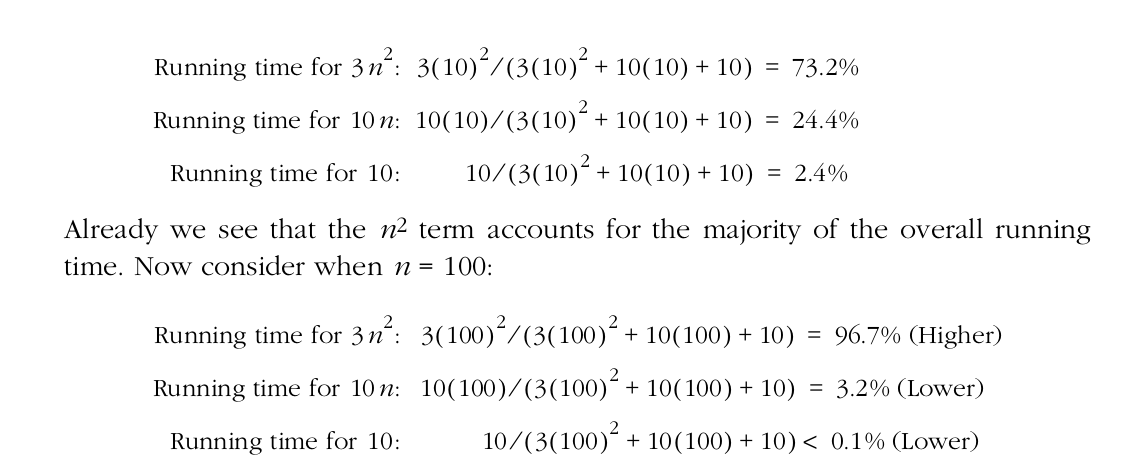 Running time for 3n²: 3(10)²/(3(10)² + 10(10) + 10) = 73.2%
Running time for 10n: 10(10)/(3(10)² + 10(10) + 10) = 24.4%
Running time for 10: 10/(3(10)² + 10(10) + 10) = 2.4%
Already we see that the n² term accounts for the majority of the overall running
time. Now consider when n = 100:
Running time for 3n²: 3(100)²/(3(100)² + 10(100) + 10) = 96.7% (Higher)
Running time for 10n: 10(100)/(3(100)² + 10(100) + 10) = 3.2% (Lower)
Running time for 10: 10/(3(100)² + 10(100) + 10) < 0.1% (Lower)